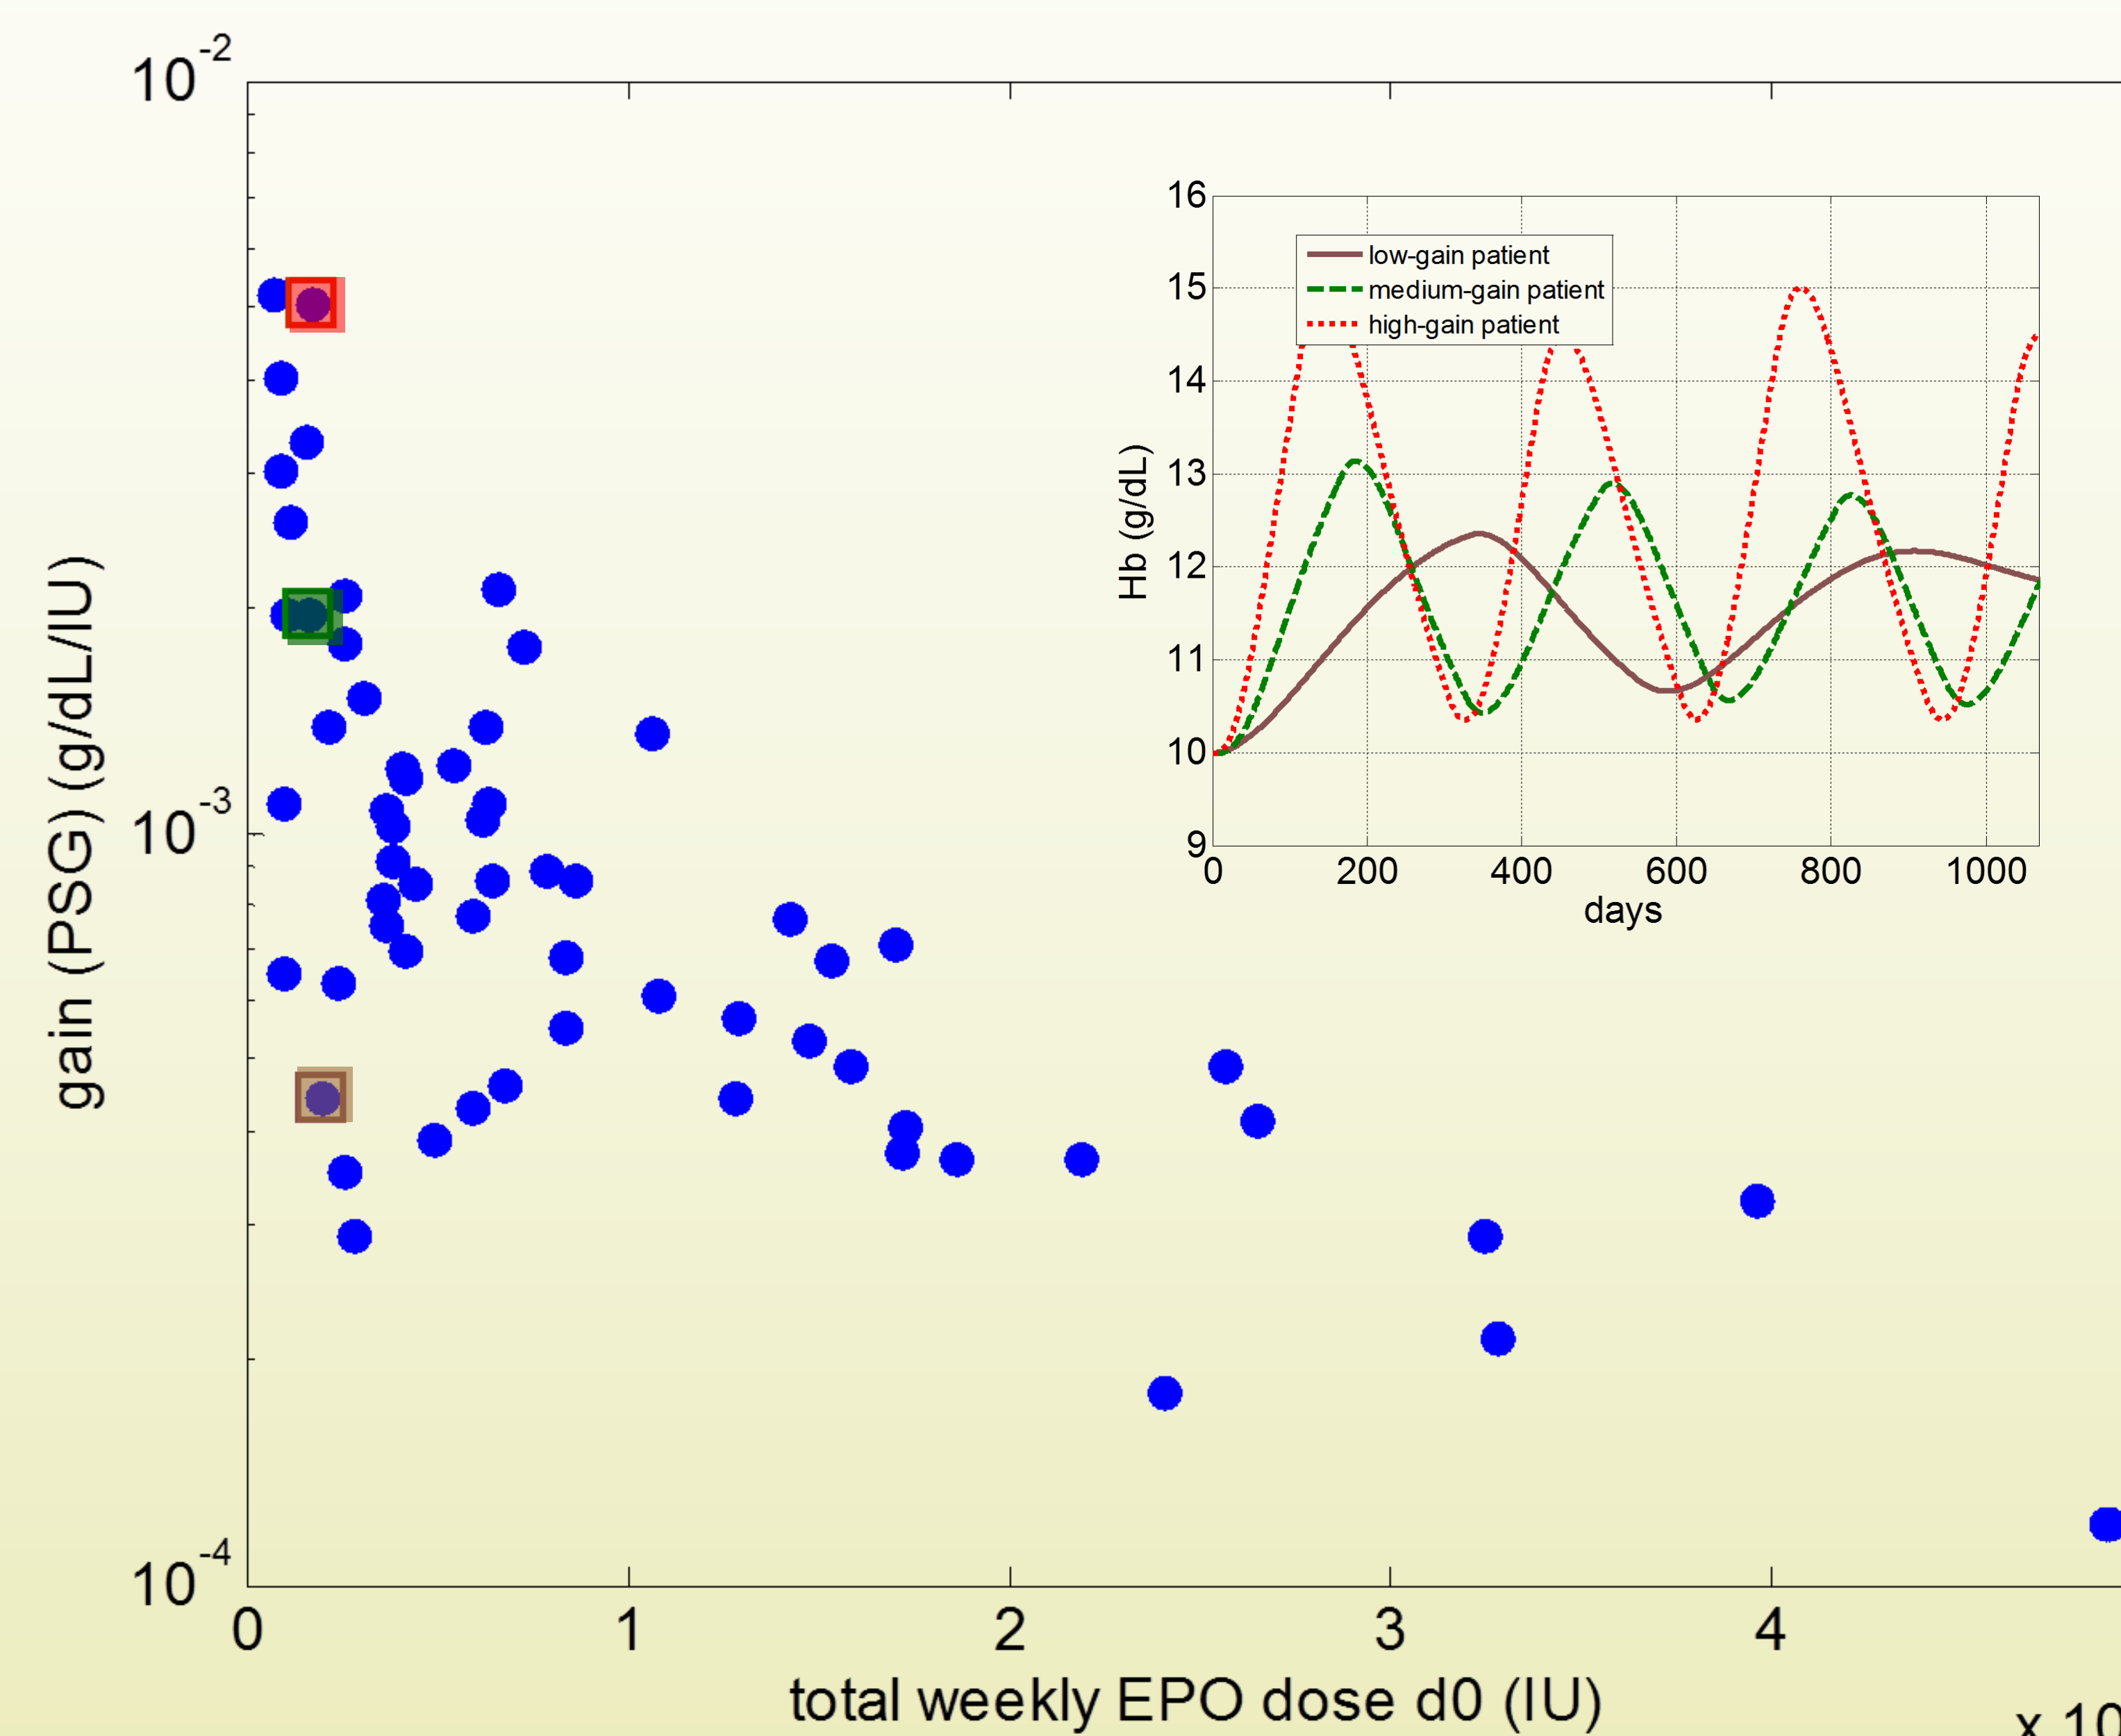 10^-2
10^-3
10^-4
gain (PSG) (g/dL/IU)
0 1 2 3 4
total weekly EPO dose d0 (IU)
x 10
16
15
14
13
12
11
10
9
Hb (g/dL)
low-gain patient
medium-gain patient
high-gain patient
0 200 400 600 800 1000
days